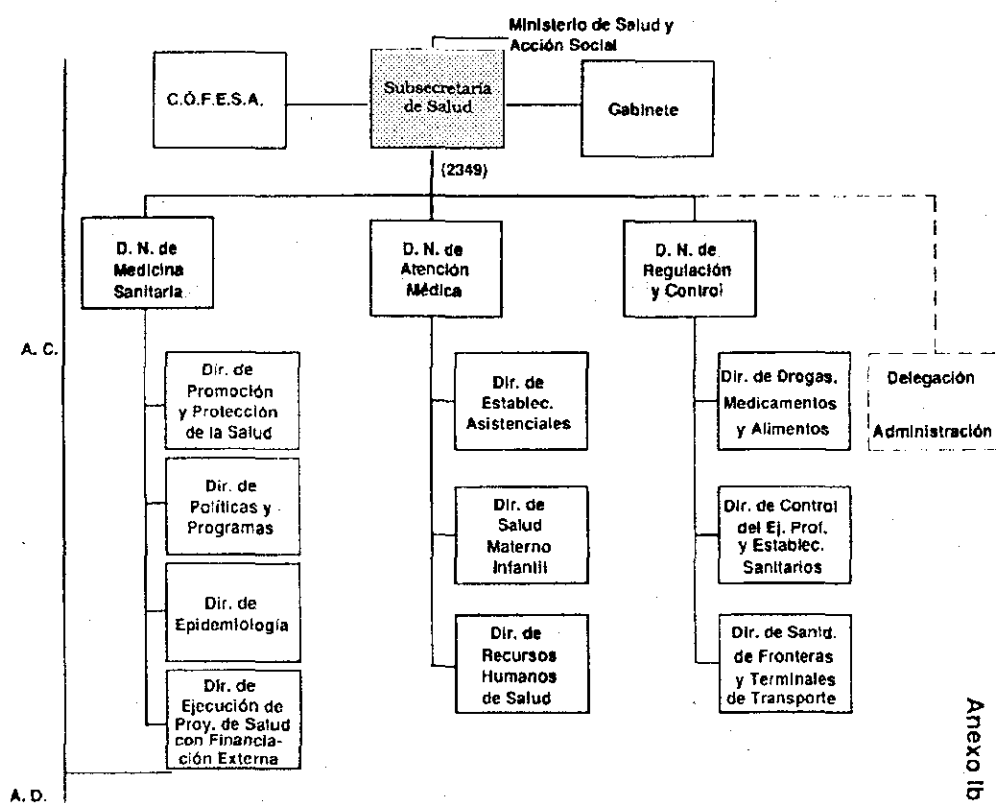 Ministerio de Salud y
Acción Social
C.O.F.E.S.A.
Subsecretaría
de Salud
Gabinete
(2349)
D. N. de
Medicina
Sanitaria
D. N. de
Atención
Médica
D. N. de
Regulación
y Control
A. C.
Dir. de
Promoción
y Protección
de la Salud
Dir. de
Establec.
Asistenciales
Dir. de Drogas.
Medicamentos
y Alimentos
Delegación
Administración
Dir. de
Políticas y
Programas
Dir. de
Salud
Materno
Infantil
Dir. de Control
del Ej. Prof.
y Establec.
Sanitarios
Dir. de
Epidemiología
Dir. de
Recursos
Humanos
de Salud
Dir. de Sanid.
de Fronteras
y Terminales
de Transporte
Dir. de
Ejecución de
Proy. de Salud
con Financia-
ción Externa
A. D.
Anexo Ib